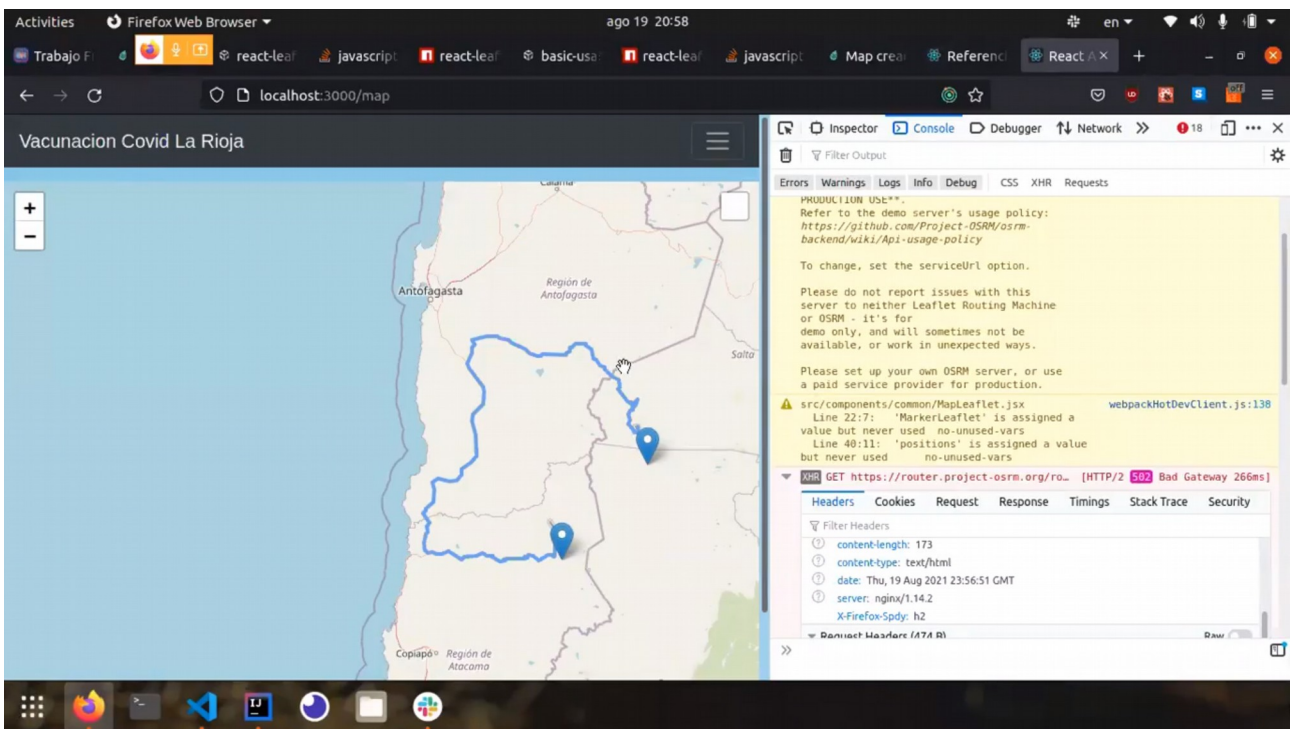 Activities Firefox Web Browser ago 19 20:58 en
Trabajo F react-leaf javascript react-leaf basic-usa react-leaf javascript Map crea Referenci React A
localhost:3000/map
Vacunacion Covid La Rioja
+
−
Calama
Antofagasta
Región de
Antofagasta
Salta
Copiapó
Región de
Atacama
Inspector Console Debugger Network 18
Filter Output
Errors Warnings Logs Info Debug CSS XHR Requests
PRODUCTION USE**.
Refer to the demo server's usage policy:
https://github.com/Project-OSRM/osrm-
backend/wiki/Api-usage-policy
To change, set the serviceUrl option.
Please do not report issues with this
server to neither Leaflet Routing Machine
or OSRM - it's for
demo only, and will sometimes not be
available, or work in unexpected ways.
Please set up your own OSRM server, or use
a paid service provider for production.
src/components/common/MapLeaflet.jsx webpackHotDevClient.js:138
Line 22:7: 'MarkerLeaflet' is assigned a
value but never used no-unused-vars
Line 40:11: 'positions' is assigned a value
but never used no-unused-vars
XHR GET https://router.project-osrm.org/ro… [HTTP/2 502 Bad Gateway 266ms]
Headers Cookies Request Response Timings Stack Trace Security
Filter Headers
content-length: 173
content-type: text/html
date: Thu, 19 Aug 2021 23:56:51 GMT
server: nginx/1.14.2
X-Firefox-Spdy: h2
Request Headers (474 B) Raw